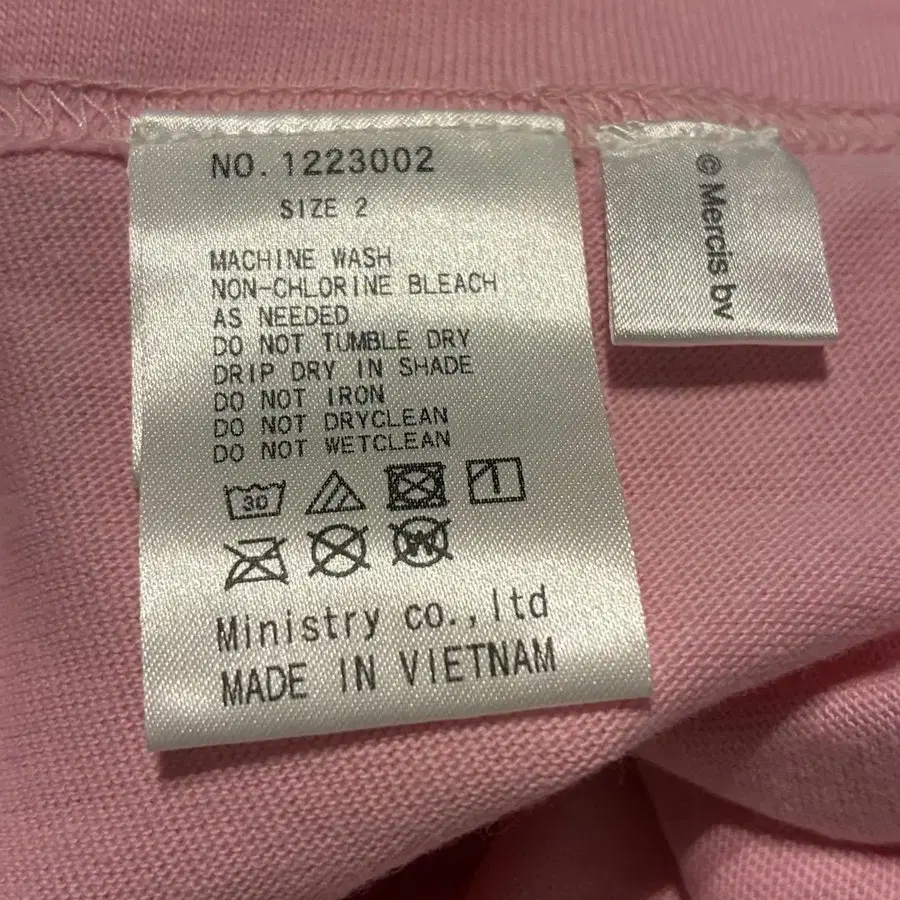 NO. 1223002
SIZE 2
MACHINE WASH
NON-CHLORINE BLEACH
AS NEEDED
DO NOT TUMBLE DRY
DRIP DRY IN SHADE
DO NOT IRON
DO NOT DRYCLEAN
DO NOT WETCLEAN
30
W
Ministry co., ltd
MADE IN VIETNAM
© Mercis bv